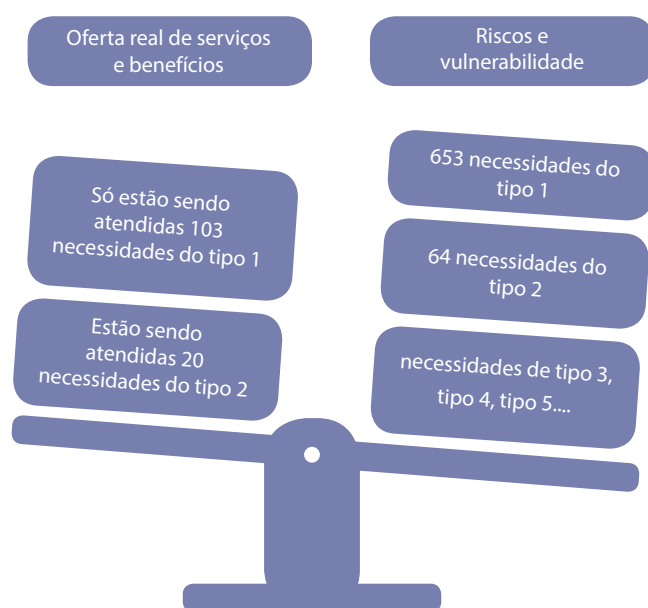 Oferta real de serviços
e benefícios
Riscos e
vulnerabilidade
Só estão sendo
atendidas 103
necessidades do tipo 1
Estão sendo
atendidas 20
necessidades do tipo 2
653 necessidades do
tipo 1
64 necessidades do
tipo 2
necessidades de tipo 3,
tipo 4, tipo 5....